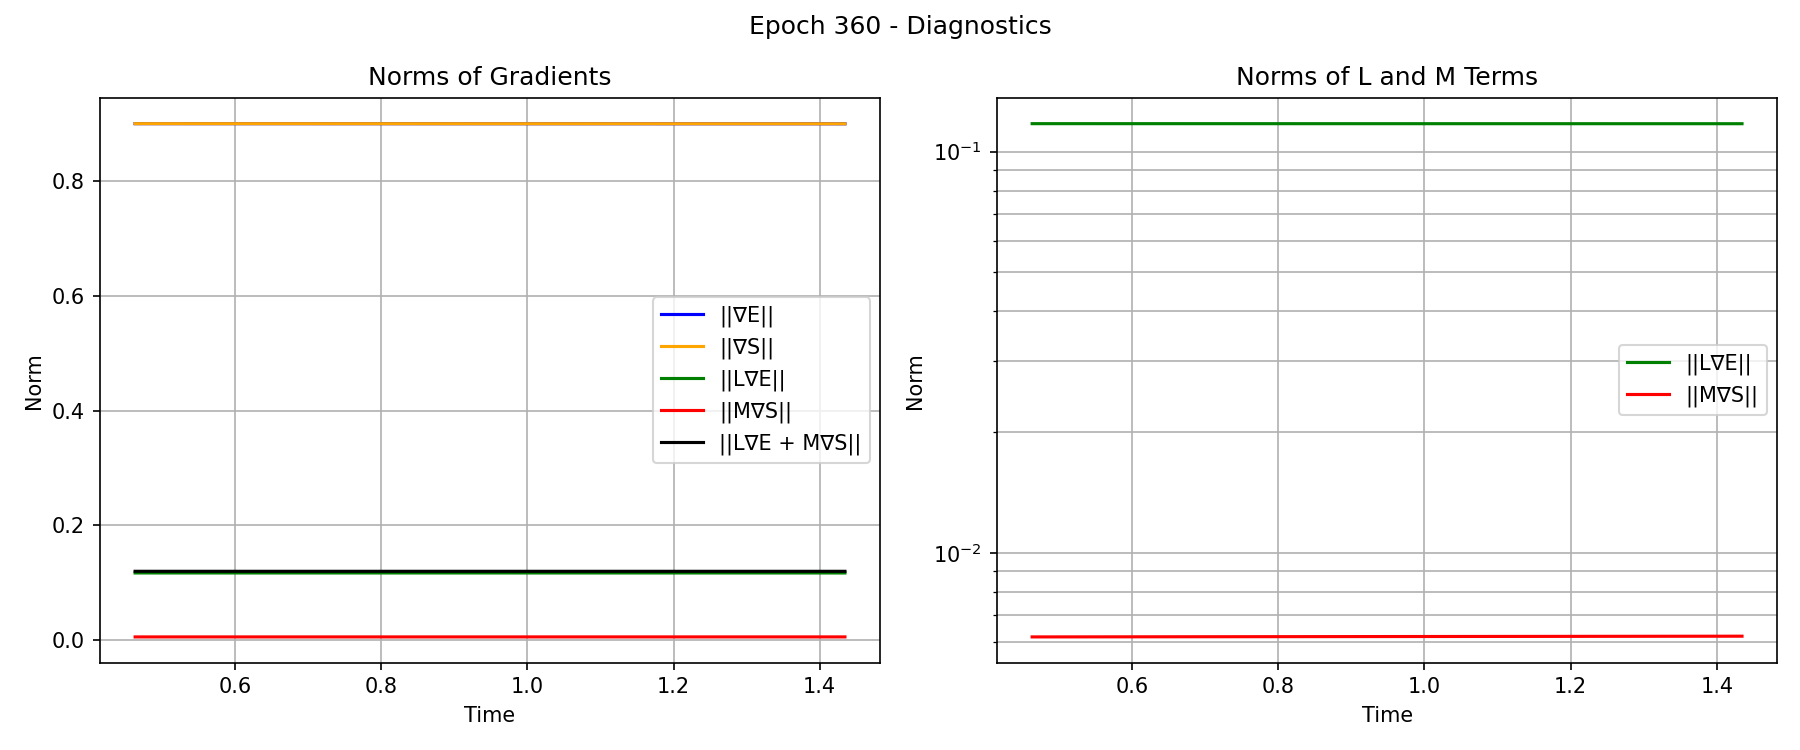 Epoch 360 - Diagnostics
Norms of Gradients
Norm
0.8
0.6
0.4
0.2
0.0
0.6
0.8
1.0
1.2
1.4
Time
||∇E||
||∇S||
||L∇E||
||M∇S||
||L∇E + M∇S||
Norms of L and M Terms
Norm
10⁻¹
10⁻²
0.6
0.8
1.0
1.2
1.4
Time
||L∇E||
||M∇S||